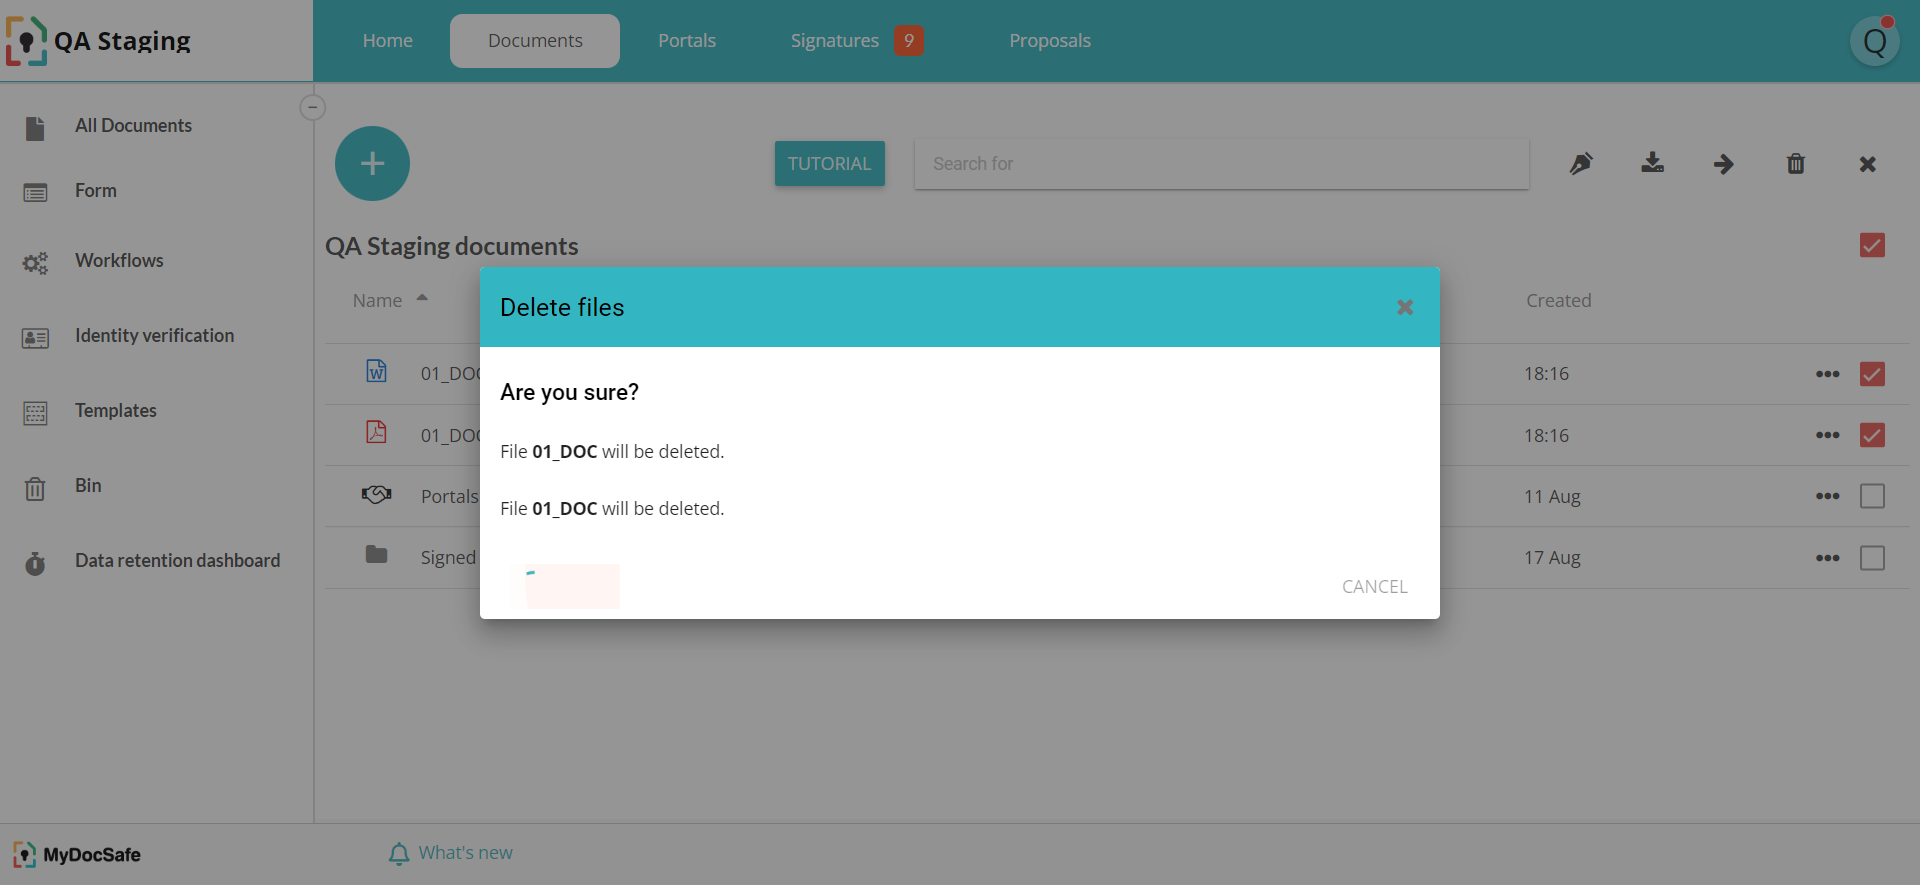 QA Staging
Home
Documents
Portals
Signatures 9
Proposals
Q
All Documents
Form
Workflows
Identity verification
Templates
Bin
Data retention dashboard
TUTORIAL
Search for
QA Staging documents
Name
Created
01_DOC
18:16
01_DOC
18:16
Portals
11 Aug
Signed
17 Aug
Delete files
Are you sure?
File 01_DOC will be deleted.
File 01_DOC will be deleted.
CANCEL
MyDocSafe
What's new